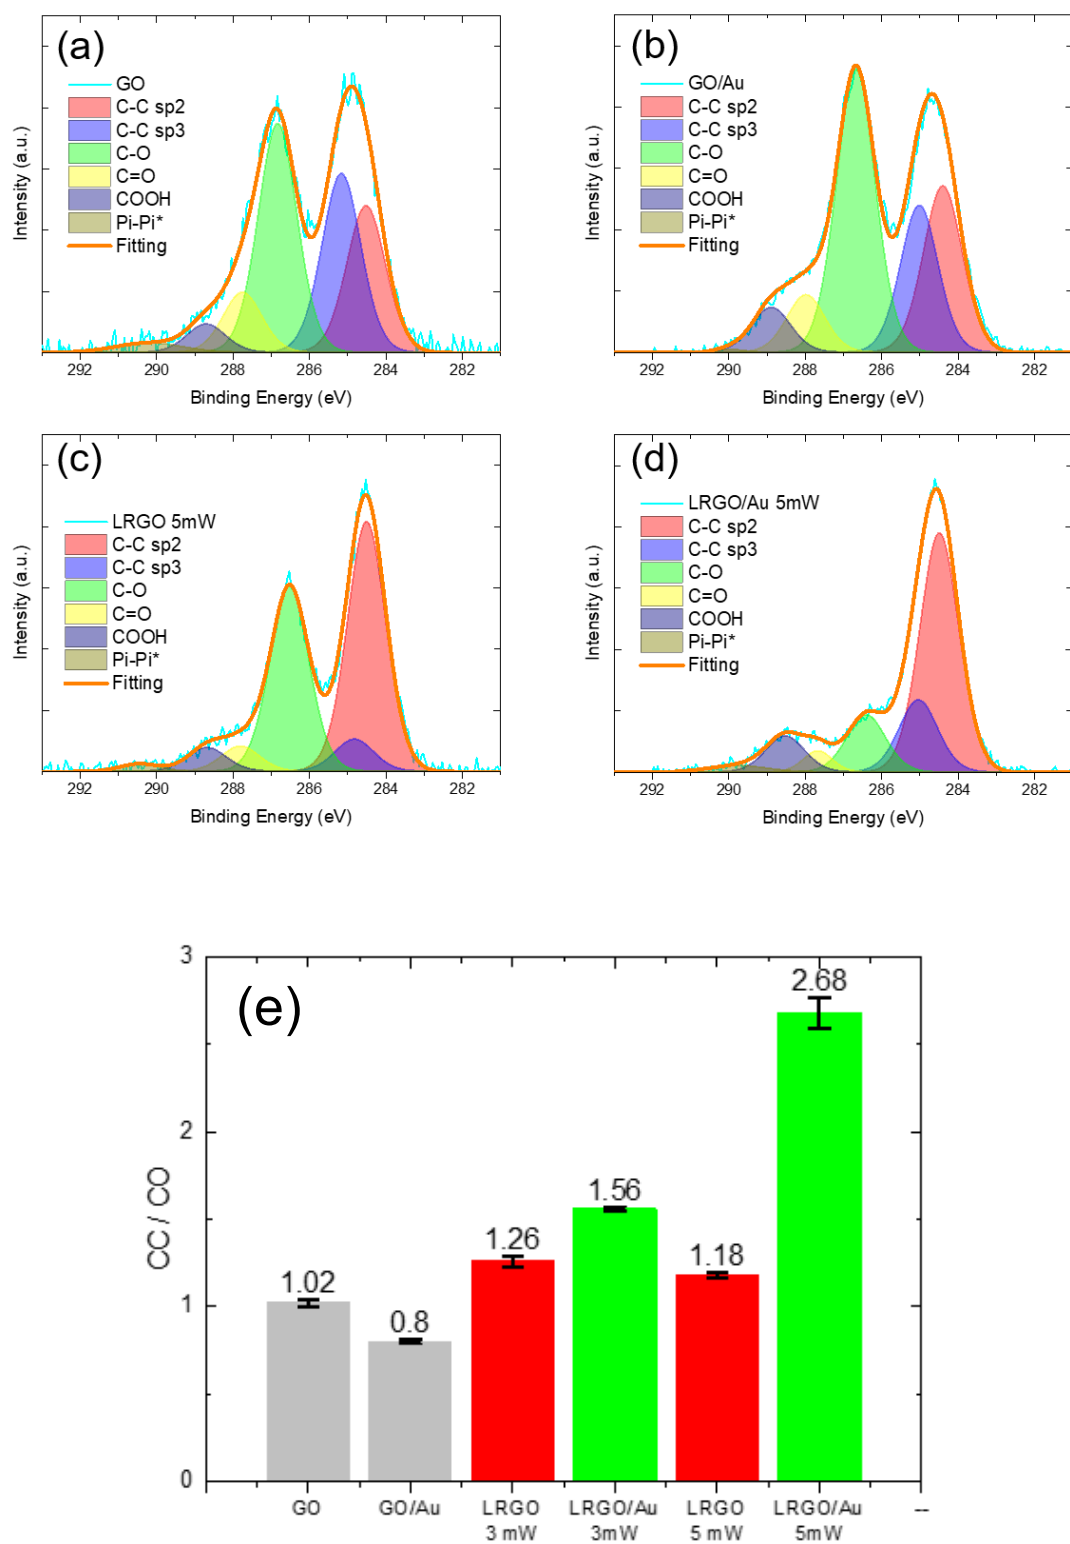 (a)
GO
C-C sp2
C-C sp3
C-O
C=O
COOH
Pi-Pi*
Fitting
Intensity (a.u.)
292 290 288 286 284 282
Binding Energy (eV)
(b)
GO/Au
C-C sp2
C-C sp3
C-O
C=O
COOH
Pi-Pi*
Fitting
Intensity (a.u.)
292 290 288 286 284 282
Binding Energy (eV)
(c)
LRGO 5mW
C-C sp2
C-C sp3
C-O
C=O
COOH
Pi-Pi*
Fitting
Intensity (a.u.)
292 290 288 286 284 282
Binding Energy (eV)
(d)
LRGO/Au 5mW
C-C sp2
C-C sp3
C-O
C=O
COOH
Pi-Pi*
Fitting
Intensity (a.u.)
292 290 288 286 284 282
Binding Energy (eV)
(e)
CC / CO
3
2
1
0
1.02
0.8
1.26
1.56
1.18
2.68
GO GO/Au LRGO LRGO/Au LRGO LRGO/Au --
3 mW 3mW 5 mW 5mW